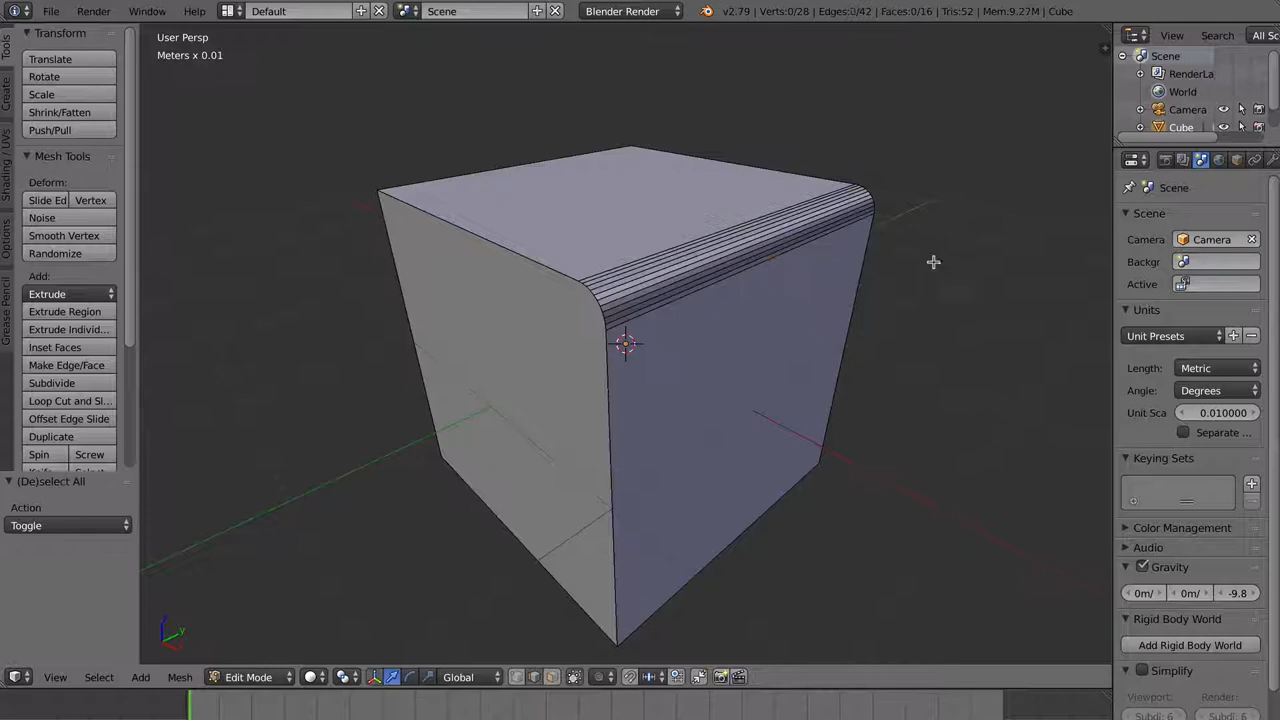 File Render Window Help Default Scene Blender Render v2.79 | Verts:0/28 | Edges:0/42 | Faces:0/16 | Tris:52 | Mem:9.27M | Cube
Tools
Create
Shading / UVs
Options
Grease Pencil
Transform
Translate
Rotate
Scale
Shrink/Fatten
Push/Pull
Mesh Tools
Deform:
Slide Ed Vertex
Noise
Smooth Vertex
Randomize
Add:
Extrude
Extrude Region
Extrude Individ...
Inset Faces
Make Edge/Face
Subdivide
Loop Cut and Sl...
Offset Edge Slide
Duplicate
Spin Screw
(De)select All
Action
Toggle
User Persp
Meters x 0.01
z
y
View Select Add Mesh Edit Mode Global
View Search All Sc
Scene
RenderLa
World
Camera
Cube
Scene
Scene
Camera Camera
Backgr
Active
Units
Unit Presets
Length: Metric
Angle: Degrees
Unit Sca 0.010000
Separate ...
Keying Sets
Color Management
Audio
Gravity
0m/ 0m/ -9.8
Rigid Body World
Add Rigid Body World
Simplify
Viewport: Render:
Subdi: 6 Subdi: 6